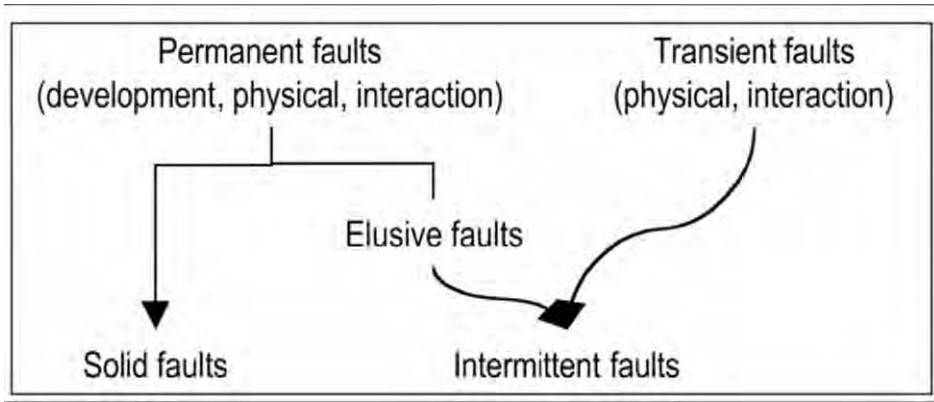 Permanent faults
(development, physical, interaction)
Transient faults
(physical, interaction)
Elusive faults
Solid faults
Intermittent faults